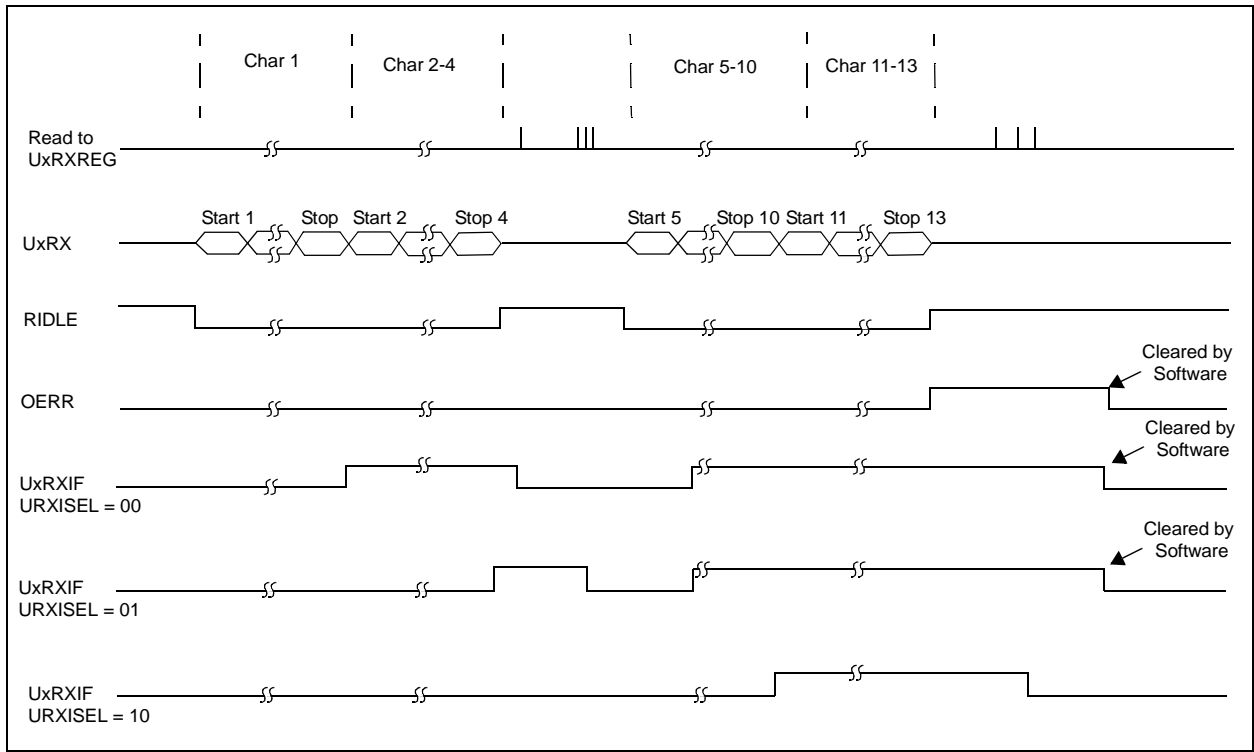 Char 1
Char 2-4
Char 5-10
Char 11-13
Read to
UxRXREG
Start 1
Stop
Start 2
Stop 4
Start 5
Stop 10
Start 11
Stop 13
UxRX
RIDLE
Cleared by
Software
OERR
Cleared by
Software
UxRXIF
URXISEL = 00
Cleared by
Software
UxRXIF
URXISEL = 01
UxRXIF
URXISEL = 10